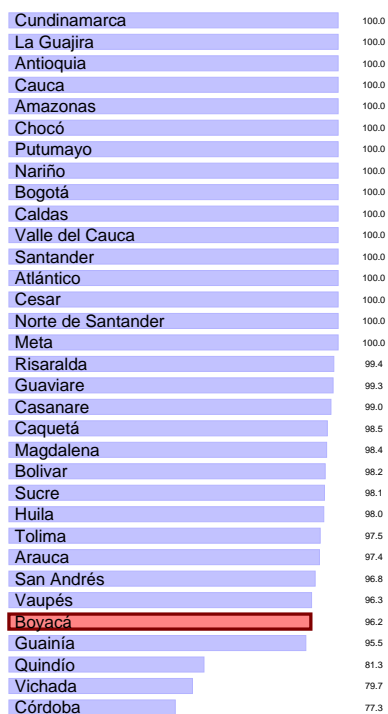 Cundinamarca 100.0
La Guajira 100.0
Antioquia 100.0
Cauca 100.0
Amazonas 100.0
Chocó 100.0
Putumayo 100.0
Nariño 100.0
Bogotá 100.0
Caldas 100.0
Valle del Cauca 100.0
Santander 100.0
Atlántico 100.0
Cesar 100.0
Norte de Santander 100.0
Meta 100.0
Risaralda 99.4
Guaviare 99.3
Casanare 99.0
Caquetá 98.5
Magdalena 98.4
Bolivar 98.2
Sucre 98.1
Huila 98.0
Tolima 97.5
Arauca 97.4
San Andrés 96.8
Vaupés 96.3
Boyacá 96.2
Guainía 95.5
Quindío 81.3
Vichada 79.7
Córdoba 77.3